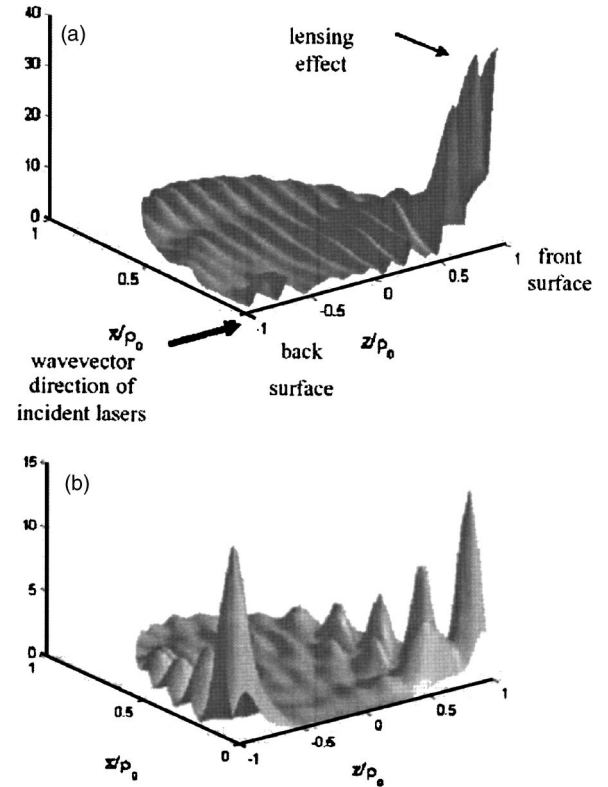 (a)
40
30
20
10
0
1
0.5
x/ρ₀
lensing
effect
-1
-0.5
0
0.5
1
z/ρ₀
front
surface
back
surface
wavevector
direction of
incident lasers
(b)
15
10
5
0
1
0.5
0
x/ρ₀
-1
-0.5
0
0.5
1
z/ρ₀